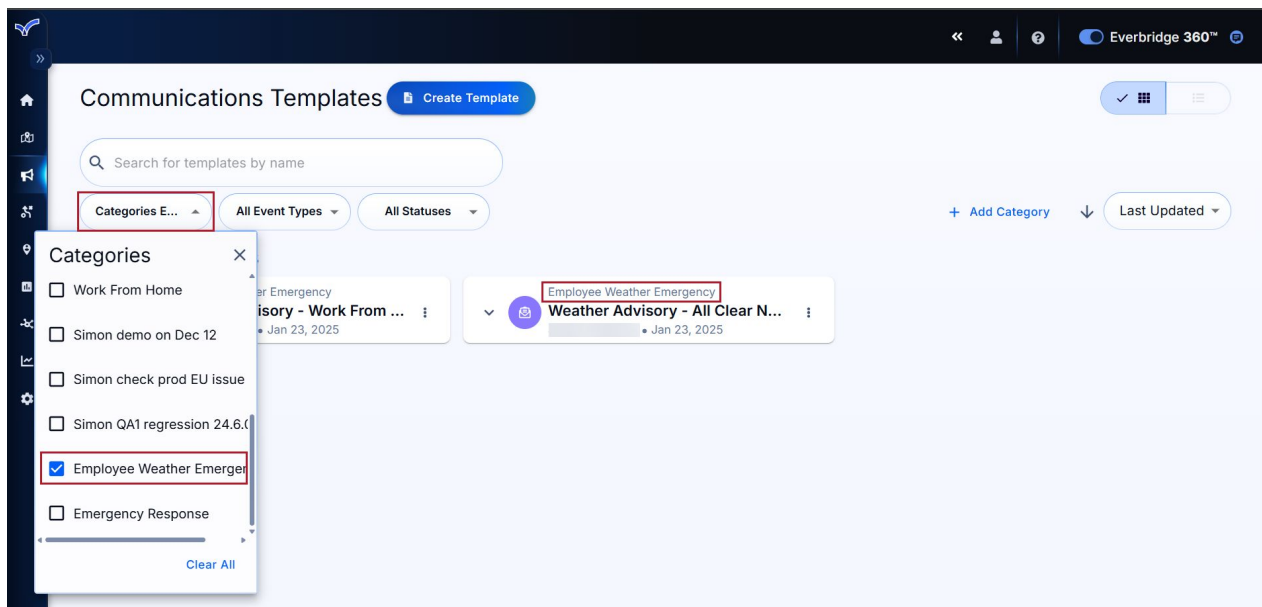 Everbridge 360™
Communications Templates
Create Template
Search for templates by name
Categories E...
All Event Types
All Statuses
+ Add Category
Last Updated
Categories
Work From Home
Simon demo on Dec 12
Simon check prod EU issue
Simon QA1 regression 24.6.
Employee Weather Emerger
Emergency Response
Clear All
er Emergency
isory - Work From ...
• Jan 23, 2025
Employee Weather Emergency
Weather Advisory - All Clear N...
• Jan 23, 2025